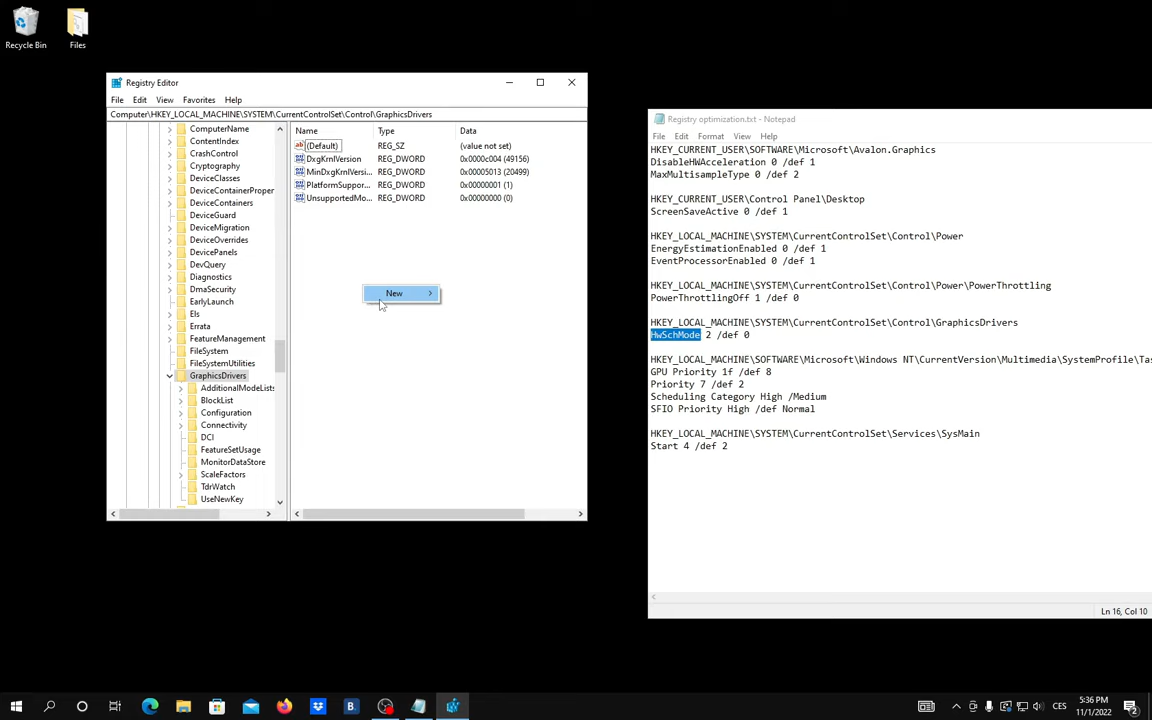 Recycle Bin
Files
Registry Editor
File Edit View Favorites Help
Computer\HKEY_LOCAL_MACHINE\SYSTEM\CurrentControlSet\Control\GraphicsDrivers
ComputerName
ContentIndex
CrashControl
Cryptography
DeviceClasses
DeviceContainerProper
DeviceContainers
DeviceGuard
DeviceMigration
DeviceOverrides
DevicePanels
DevQuery
Diagnostics
DmaSecurity
EarlyLaunch
Els
Errata
FeatureManagement
FileSystem
FileSystemUtilities
GraphicsDrivers
AdditionalModeLists
BlockList
Configuration
Connectivity
DCI
FeatureSetUsage
MonitorDataStore
ScaleFactors
TdrWatch
UseNewKey
Name Type Data
ab (Default) REG_SZ (value not set)
DxgKrnlVersion REG_DWORD 0x0000c004 (49156)
MinDxgKrnlVersi... REG_DWORD 0x00005013 (20499)
PlatformSuppor... REG_DWORD 0x00000001 (1)
UnsupportedMo... REG_DWORD 0x00000000 (0)
New
Registry optimization.txt - Notepad
File Edit Format View Help
HKEY_CURRENT_USER\SOFTWARE\Microsoft\Avalon.Graphics
DisableHWAcceleration 0 /def 1
MaxMultisampleType 0 /def 2
HKEY_CURRENT_USER\Control Panel\Desktop
ScreenSaveActive 0 /def 1
HKEY_LOCAL_MACHINE\SYSTEM\CurrentControlSet\Control\Power
EnergyEstimationEnabled 0 /def 1
EventProcessorEnabled 0 /def 1
HKEY_LOCAL_MACHINE\SYSTEM\CurrentControlSet\Control\Power\PowerThrottling
PowerThrottlingOff 1 /def 0
HKEY_LOCAL_MACHINE\SYSTEM\CurrentControlSet\Control\GraphicsDrivers
HwSchMode 2 /def 0
HKEY_LOCAL_MACHINE\SOFTWARE\Microsoft\Windows NT\CurrentVersion\Multimedia\SystemProfile\Tas
GPU Priority 1f /def 8
Priority 7 /def 2
Scheduling Category High /Medium
SFIO Priority High /def Normal
HKEY_LOCAL_MACHINE\SYSTEM\CurrentControlSet\Services\SysMain
Start 4 /def 2
Ln 16, Col 10
B.
CES
5:36 PM
11/1/2022
2